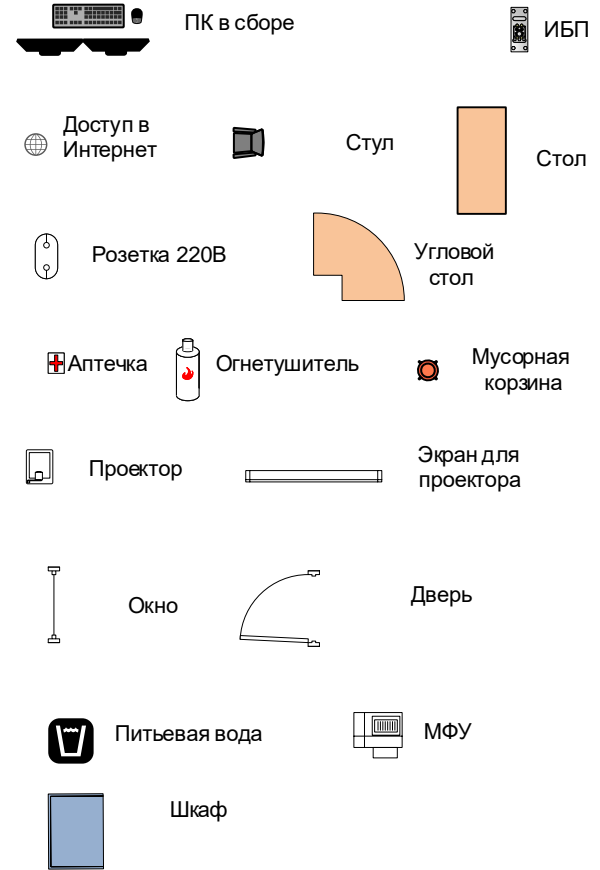 ПК в сборе
ИБП
Доступ в
Интернет
Стул
Стол
Розетка 220В
Угловой
стол
Аптечка
Огнетушитель
Мусорная
корзина
Проектор
Экран для
проектора
Окно
Дверь
Питьевая вода
МФУ
Шкаф